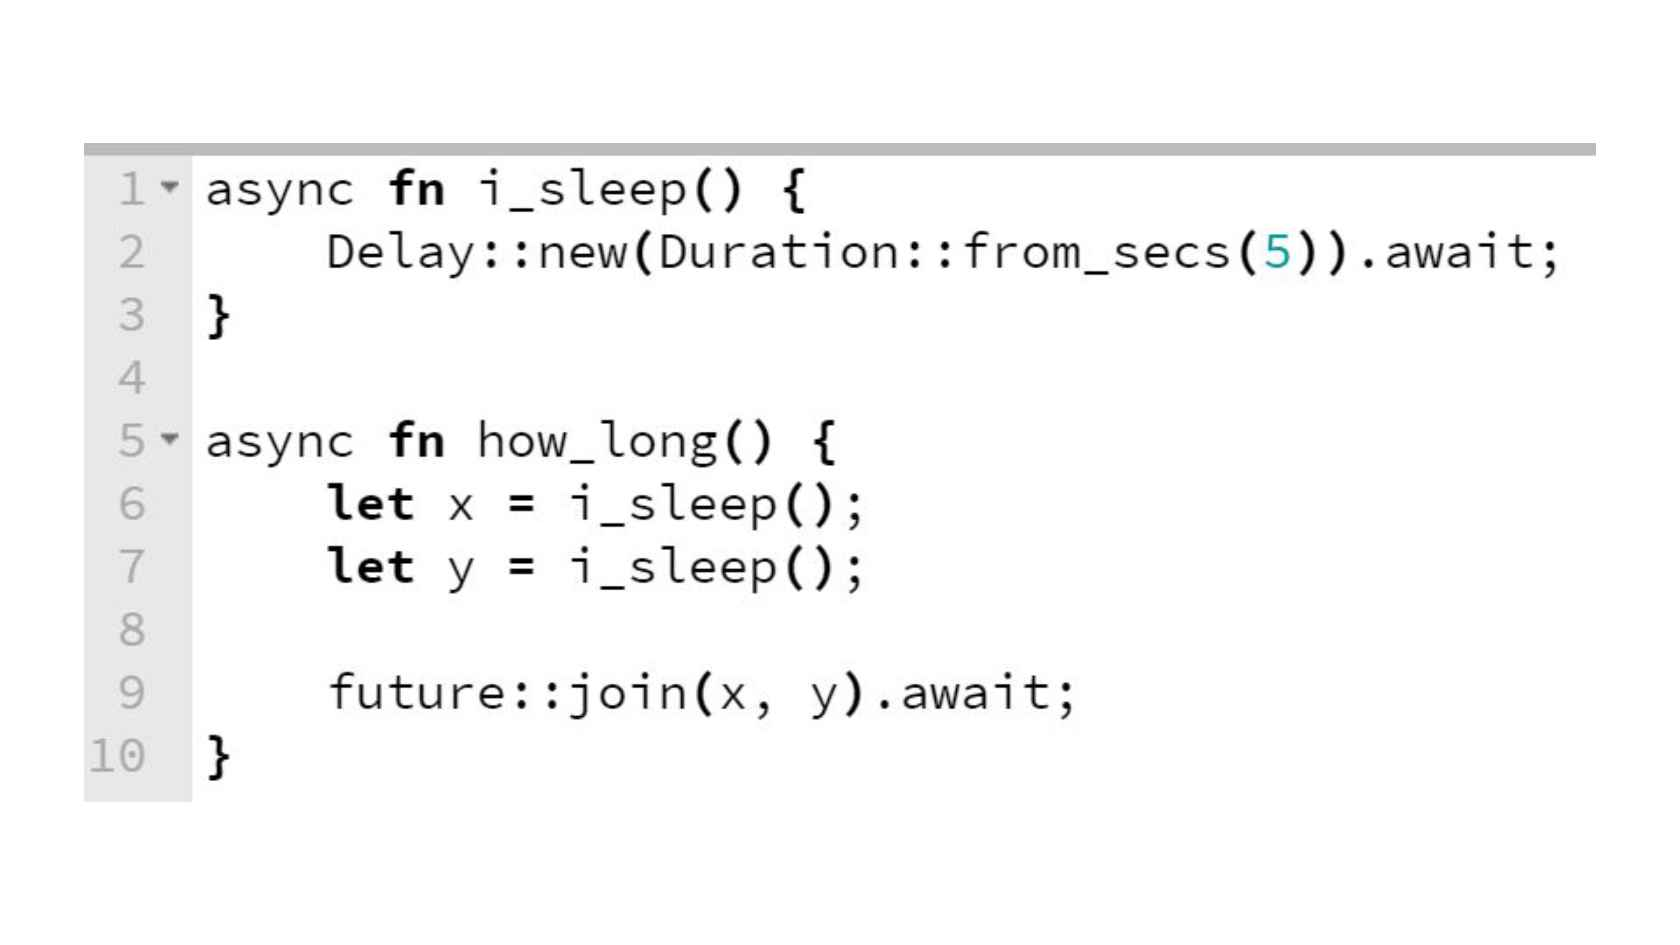 1 async fn i_sleep() {
2     Delay::new(Duration::from_secs(5)).await;
3 }
4
5 async fn how_long() {
6     let x = i_sleep();
7     let y = i_sleep();
8
9     future::join(x, y).await;
10 }